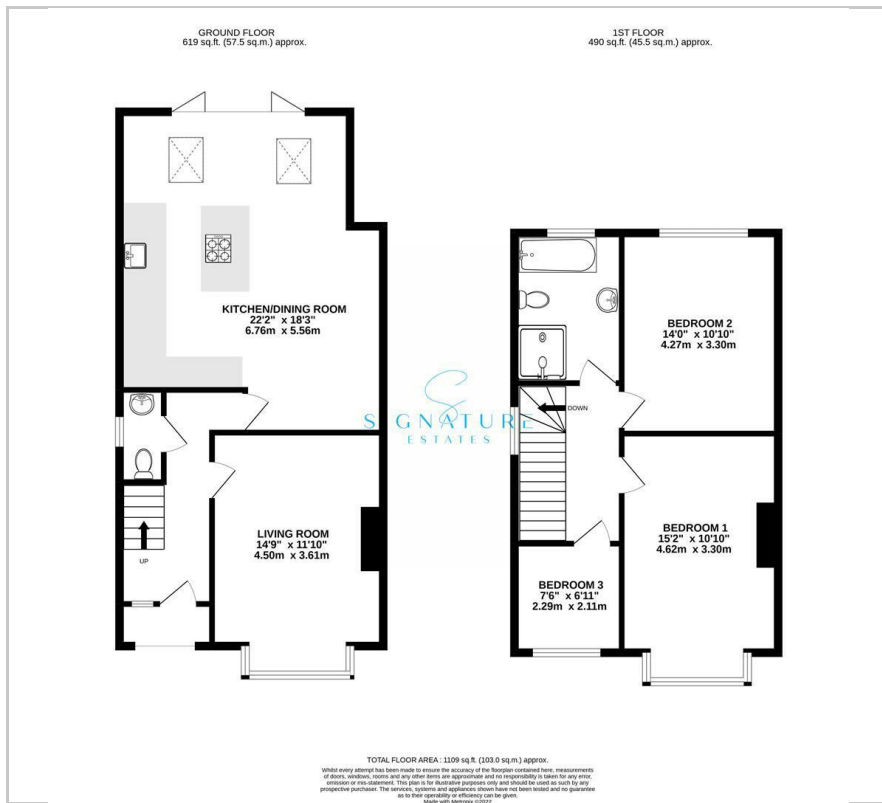 GROUND FLOOR
619 sq.ft. (57.5 sq.m.) approx.
1ST FLOOR
490 sq.ft. (45.5 sq.m.) approx.
KITCHEN/DINING ROOM
22'2" x 18'3"
6.76m x 5.56m
BEDROOM 2
14'0" x 10'10"
4.27m x 3.30m
DOWN
SIGNATURE
ESTATES
LIVING ROOM
14'9" x 11'10"
4.50m x 3.61m
UP
BEDROOM 1
15'2" x 10'10"
4.62m x 3.30m
BEDROOM 3
7'6" x 6'11"
2.29m x 2.11m
TOTAL FLOOR AREA : 1109 sq.ft. (103.0 sq.m.) approx.
Whilst every attempt has been made to ensure the accuracy of the floorplan contained here, measurements
of doors, windows, rooms and any other items are approximate and no responsibility is taken for any error,
omission or mis-statement. This plan is for illustrative purposes only and should be used as such by any
prospective purchaser. The services, systems and appliances shown have not been tested and no guarantee
as to their operability or efficiency can be given.
Made with Metropix ©2022